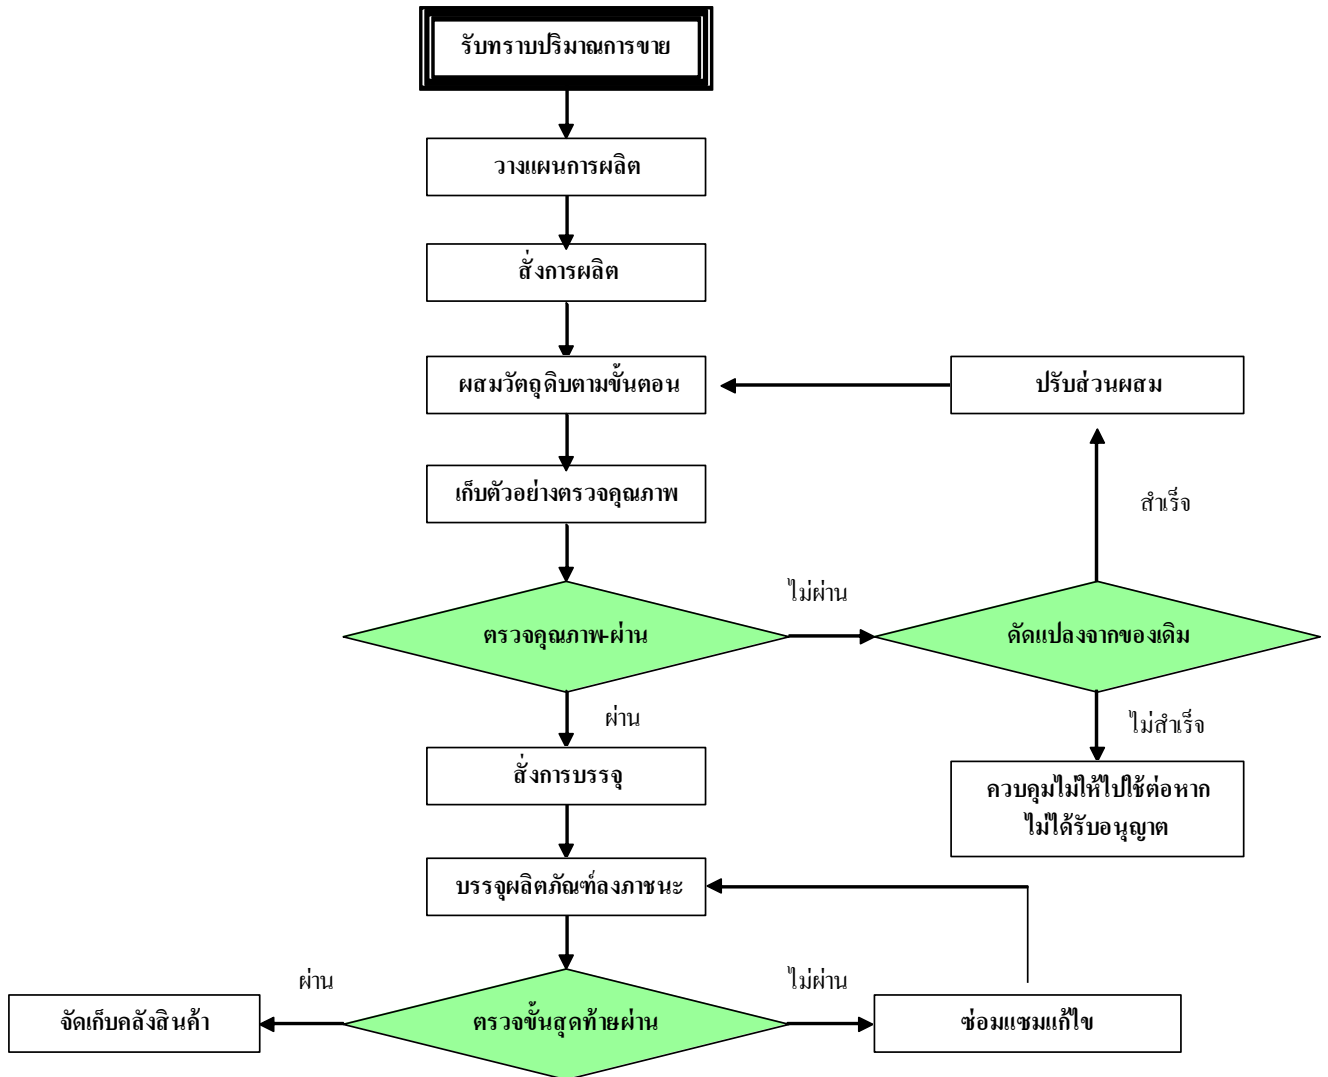 รับทราบปริมาณการขาย
วางแผนการผลิต
สั่งการผลิต
ผสมวัตถุดิบตามขั้นตอน
ปรับส่วนผสม
เก็บตัวอย่างตรวจคุณภาพ
สำเร็จ
ไม่ผ่าน
ตรวจคุณภาพ-ผ่าน
ดัดแปลงจากของเดิม
ผ่าน
ไม่สำเร็จ
สั่งการบรรจุ
ควบคุมไม่ให้ไปใช้ต่อหาก
ไม่ได้รับอนุญาต
บรรจุผลิตภัณฑ์ลงภาชนะ
ผ่าน
ไม่ผ่าน
จัดเก็บคลังสินค้า
ตรวจขั้นสุดท้ายผ่าน
ซ่อมแซมแก้ไข